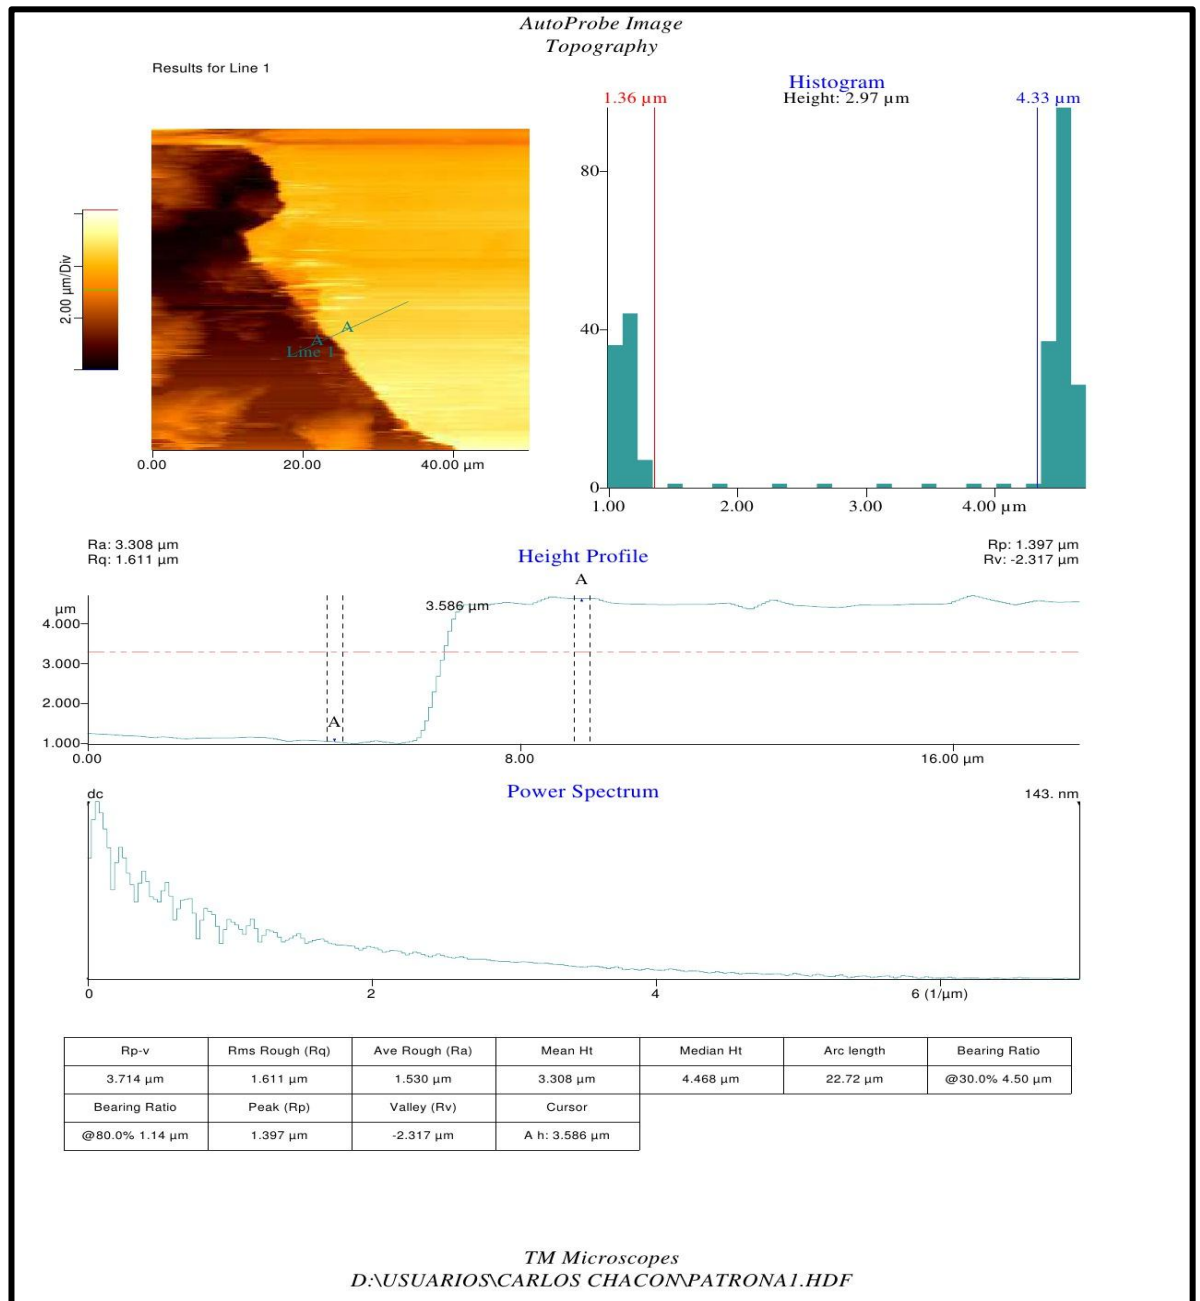 AutoProbe Image
Topography
Results for Line 1
2.00 µm/Div
A
A
Line 1
0.00 20.00 40.00 µm
Histogram
1.36 µm Height: 2.97 µm 4.33 µm
80
40
0
1.00 2.00 3.00 4.00 µm
Ra: 3.308 µm Rp: 1.397 µm
Rq: 1.611 µm Rv: -2.317 µm
Height Profile
A
3.586 µm
µm
4.000
3.000
2.000
A
1.000
0.00 8.00 16.00 µm
dc Power Spectrum 143. nm
0 2 4 6 (1/µm)
Rp-v Rms Rough (Rq) Ave Rough (Ra) Mean Ht Median Ht Arc length Bearing Ratio
3.714 µm 1.611 µm 1.530 µm 3.308 µm 4.468 µm 22.72 µm @30.0% 4.50 µm
Bearing Ratio Peak (Rp) Valley (Rv) Cursor
@80.0% 1.14 µm 1.397 µm -2.317 µm A h: 3.586 µm
TM Microscopes
D:\USUARIOS\CARLOS CHACON\PATRONA1.HDF